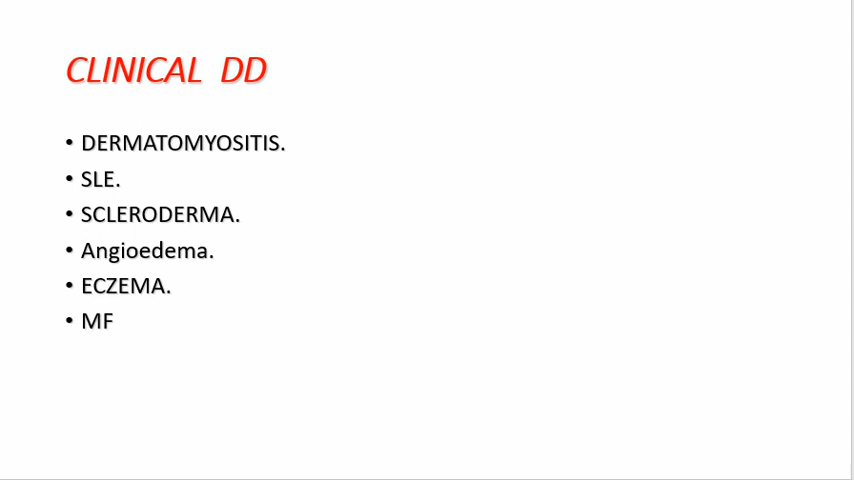 CLINICAL DD
• DERMATOMYOSITIS.
• SLE.
• SCLERODERMA.
• Angioedema.
• ECZEMA.
• MF